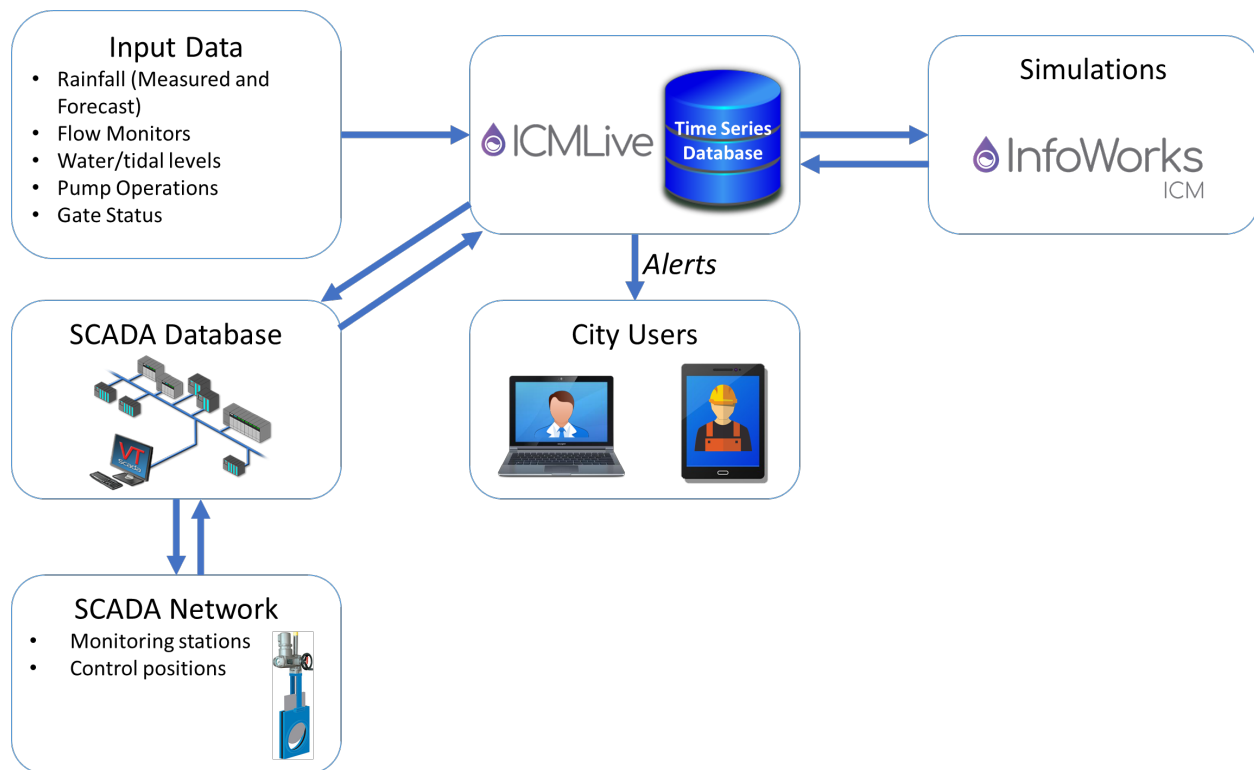 Input Data
• Rainfall (Measured and
Forecast)
• Flow Monitors
• Water/tidal levels
• Pump Operations
• Gate Status
ICMLive
Time Series
Database
Simulations
InfoWorks
ICM
Alerts
SCADA Database
VT
scada
City Users
SCADA Network
• Monitoring stations
• Control positions